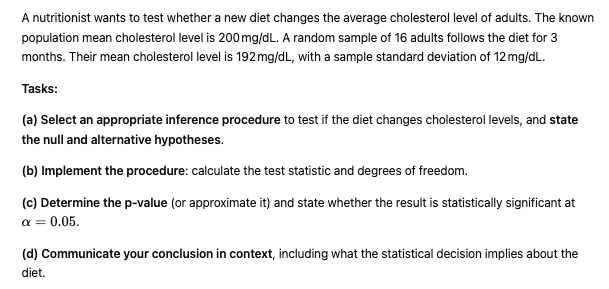 A nutritionist wants to test whether a new diet changes the average cholesterol level of adults. The known
population mean cholesterol level is 200 mg/dL. A random sample of 16 adults follows the diet for 3
months. Their mean cholesterol level is 192 mg/dL, with a sample standard deviation of 12 mg/dL.
Tasks:
(a) Select an appropriate inference procedure to test if the diet changes cholesterol levels, and state
the null and alternative hypotheses.
(b) Implement the procedure: calculate the test statistic and degrees of freedom.
(c) Determine the p-value (or approximate it) and state whether the result is statistically significant at
α = 0.05.
(d) Communicate your conclusion in context, including what the statistical decision implies about the
diet.